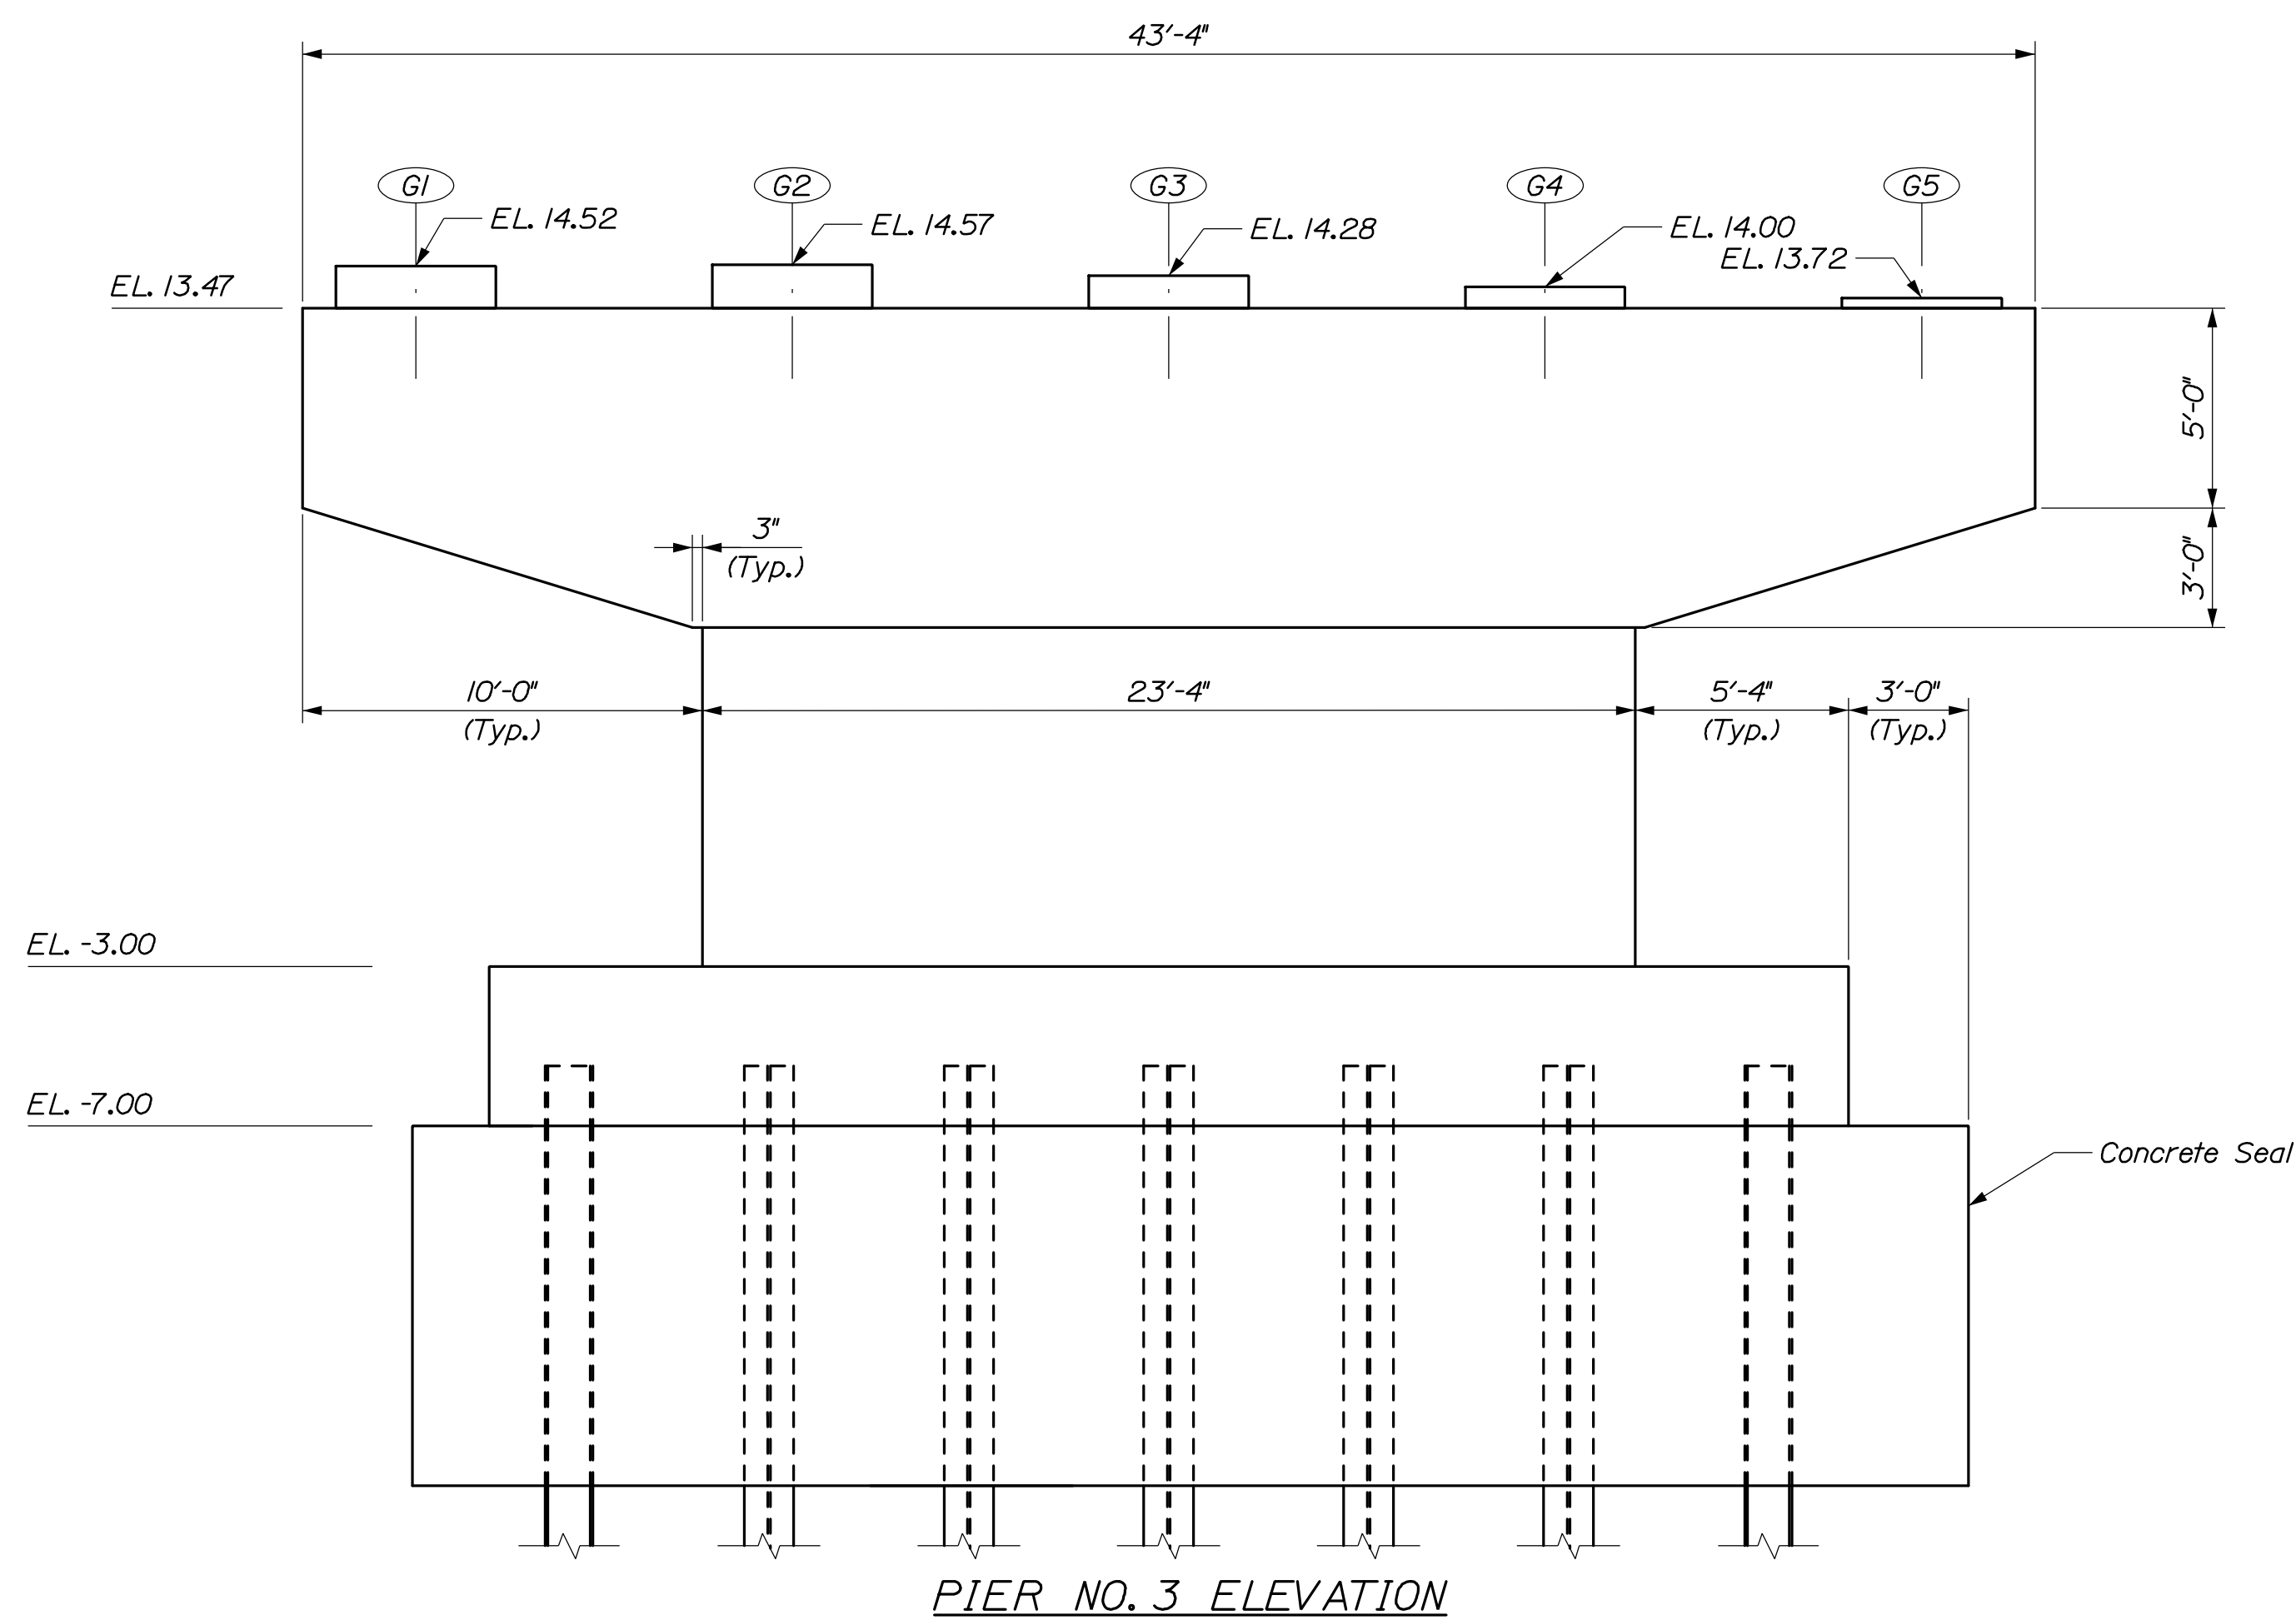 43'-4"
G1
G2
G3
G4
G5
EL. 14.52
EL. 14.57
EL. 14.28
EL. 14.00
EL. 13.72
EL. 13.47
5'-0"
3"
(Typ.)
3'-0"
10'-0"
(Typ.)
23'-4"
5'-4"
(Typ.)
3'-0"
(Typ.)
EL. -3.00
EL. -7.00
Concrete Seal
PIER NO. 3 ELEVATION